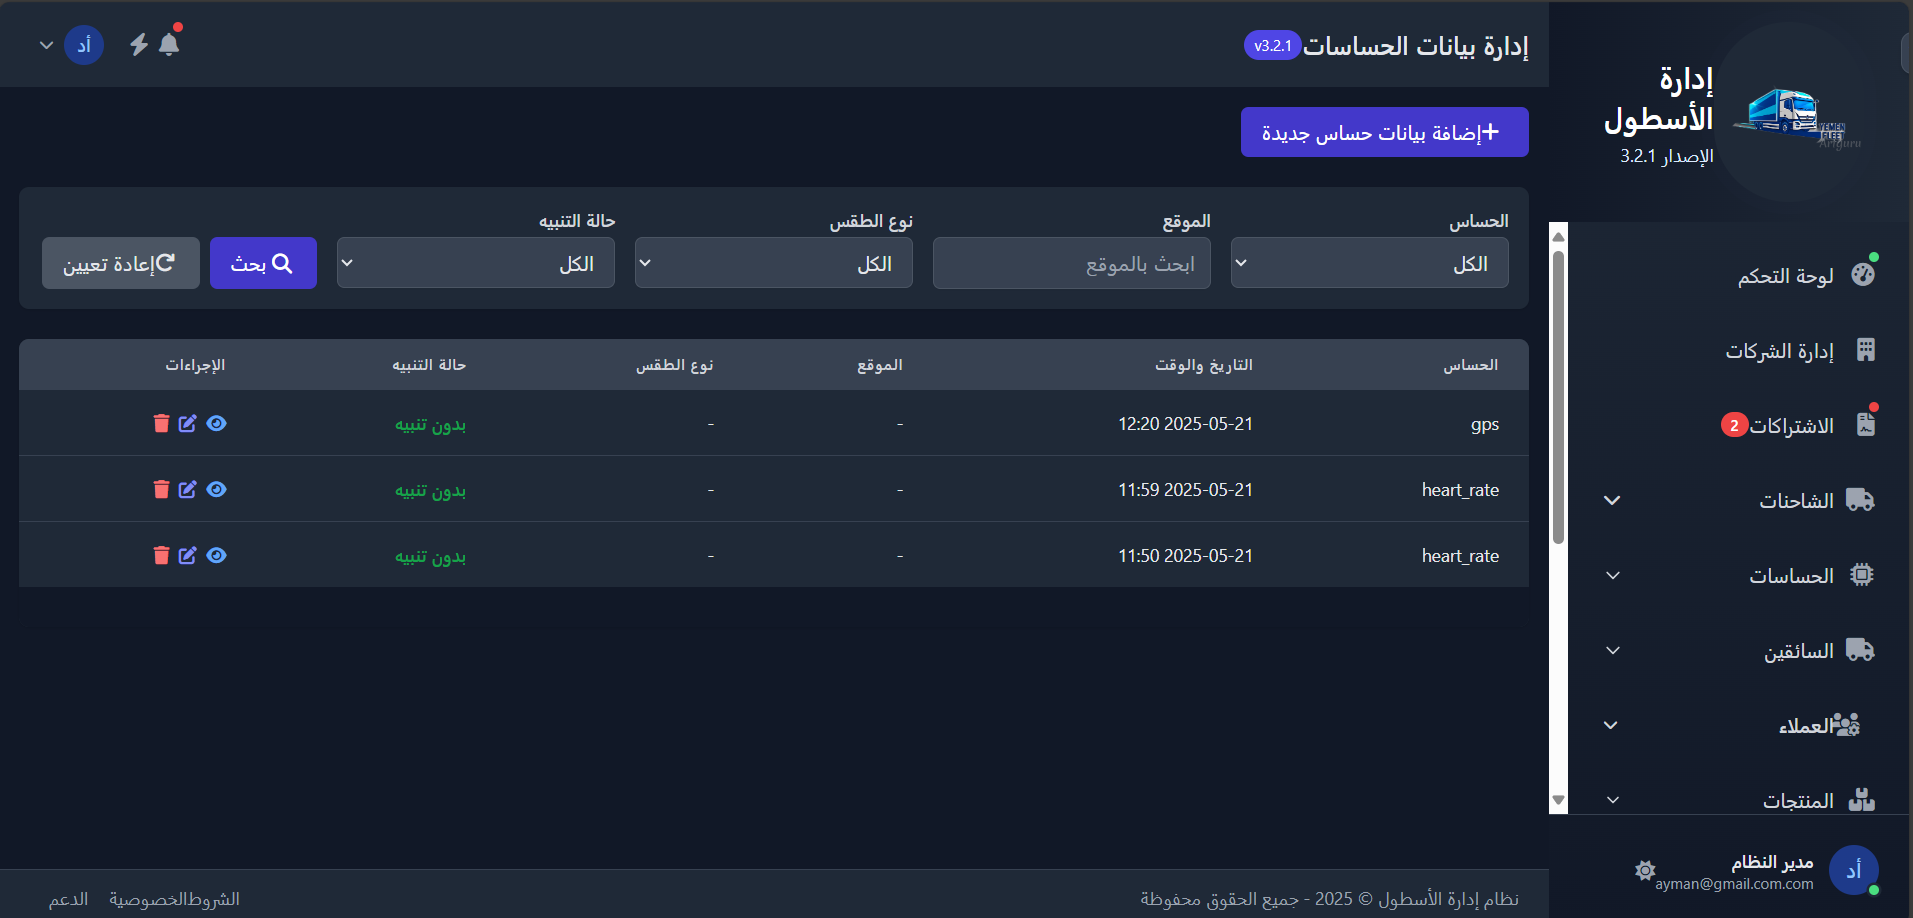 إدارة
الأسطول
الإصدار 3.2.1
YEMEN
FLEET
Artguru
لوحة التحكم
إدارة الشركات
الاشتراكات 2
الشاحنات
الحساسات
السائقين
العملاء
المنتجات
مدير النظام
ayman@gmail.com.com
أد
إدارة بيانات الحساسات v3.2.1
أد
إضافة بيانات حساس جديدة
الحساس الموقع نوع الطقس حالة التنبيه
الكل ابحث بالموقع الكل الكل بحث إعادة تعيين
الحساس التاريخ والوقت الموقع نوع الطقس حالة التنبيه الإجراءات
gps 2025-05-21 12:20 - - بدون تنبيه
heart_rate 2025-05-21 11:59 - - بدون تنبيه
heart_rate 2025-05-21 11:50 - - بدون تنبيه
نظام إدارة الأسطول © 2025 - جميع الحقوق محفوظة
الشروط الخصوصية الدعم